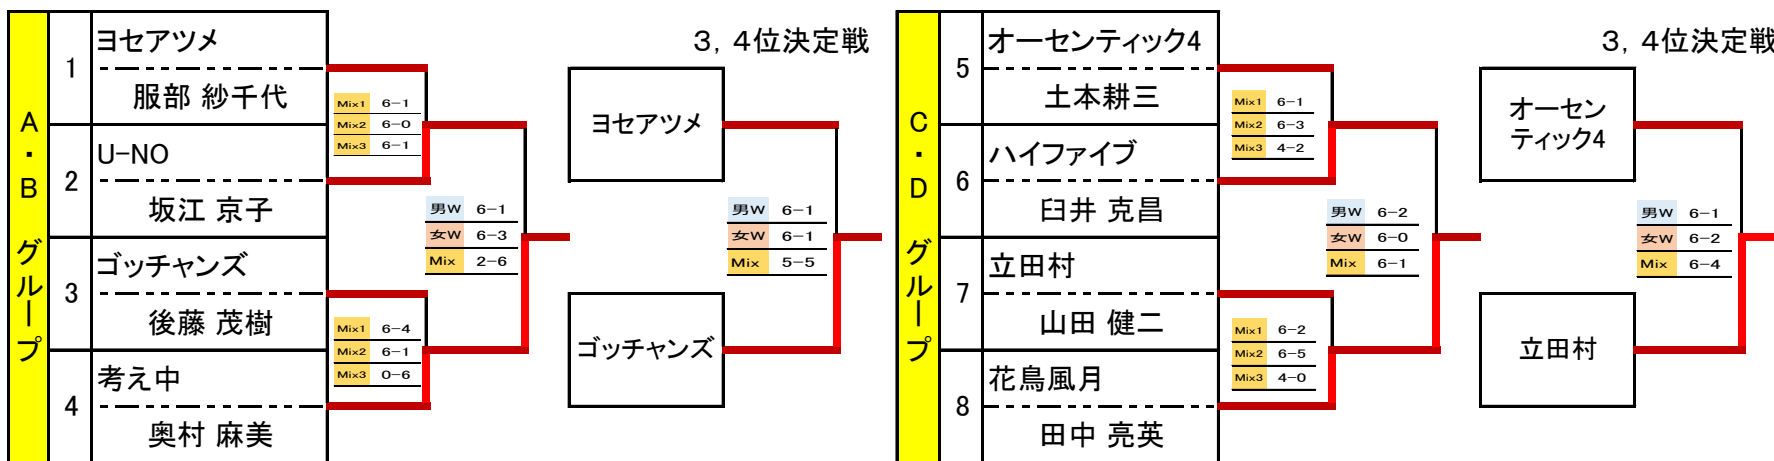 A・Bグループ
1
ヨセアツメ
服部 紗千代
2
U-NO
坂江 京子
3
ゴッチャンズ
後藤 茂樹
4
考え中
奥村 麻美
Mix1 6-1
Mix2 6-0
Mix3 6-1
Mix1 6-4
Mix2 6-1
Mix3 0-6
男W 6-1
女W 6-3
Mix 2-6
3，4位決定戦
ヨセアツメ
ゴッチャンズ
男W 6-1
女W 6-1
Mix 5-5
C・Dグループ
5
オーセンティック4
土本耕三
6
ハイファイブ
臼井 克昌
7
立田村
山田 健二
8
花鳥風月
田中 亮英
Mix1 6-1
Mix2 6-3
Mix3 4-2
Mix1 6-2
Mix2 6-5
Mix3 4-0
男W 6-2
女W 6-0
Mix 6-1
3，4位決定戦
オーセン
ティック4
立田村
男W 6-1
女W 6-2
Mix 6-4